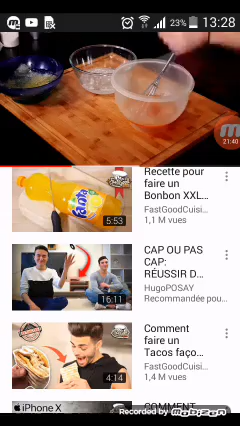 23% 13:28
21:40
Recette pour
faire un
Bonbon XXL...
FastGoodCuisi...
1,1 M vues
Fanta
5:53
CAP OU PAS
CAP:
RÉUSSIR D...
HugoPOSAY
Recommandée pou...
16:11
Comment
faire un
Tacos faço...
FastGoodCuisi...
1,4 M vues
4:14
iPhone X
COMMENT
Recorded by MOBIZEN